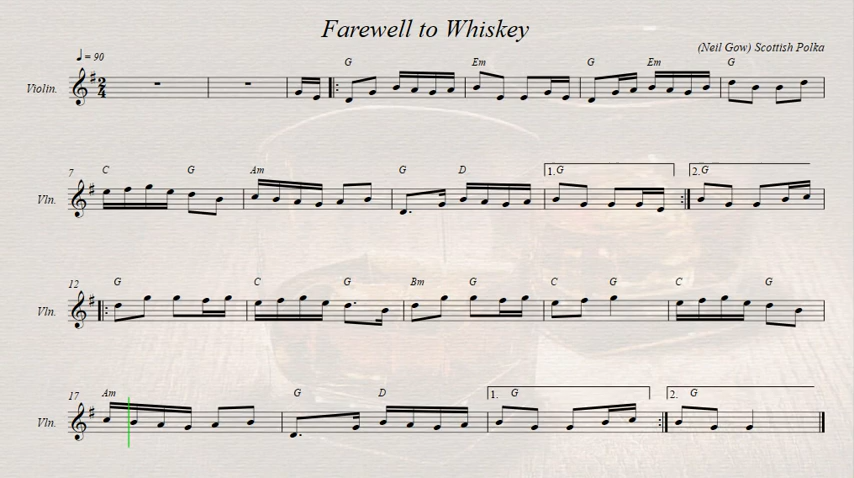 Farewell to Whiskey
(Neil Gow) Scottish Polka
♩ = 90
G Em G Em G
Violin.
7 C G Am G D 1. G 2. G
Vln.
12 G C G Bm G C G C G
Vln.
17 Am G D 1. G 2. G
Vln.